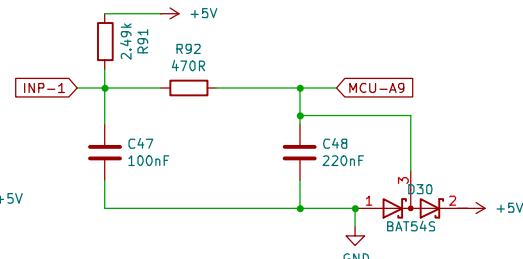 +5V
2.49k
R91
R92
470R
INP-1
MCU-A9
C47
100nF
C48
220nF
3
D30
+5V
1
2
+5V
BAT54S
GND